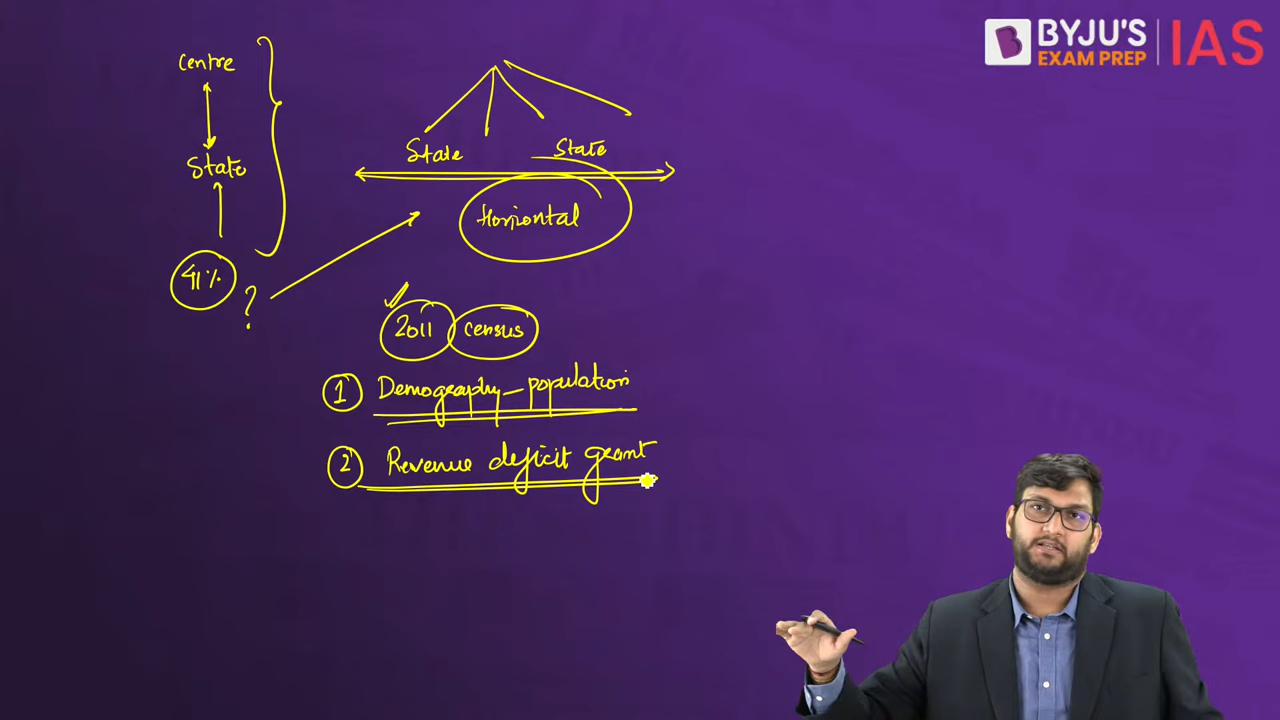 Centre
State
41%
?
State State
Horizontal
2011 census
1 Demography - population
2 Revenue deficit grant
BYJU'S
EXAM PREP
IAS